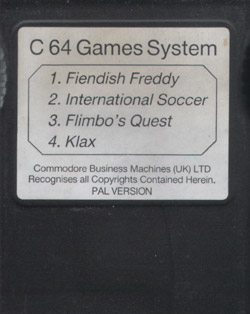 C 64 Games System
1. Fiendish Freddy
2. International Soccer
3. Flimbo's Quest
4. Klax
Commodore Business Machines (UK) LTD
Recognises all Copyrights Contained Herein.
PAL VERSION